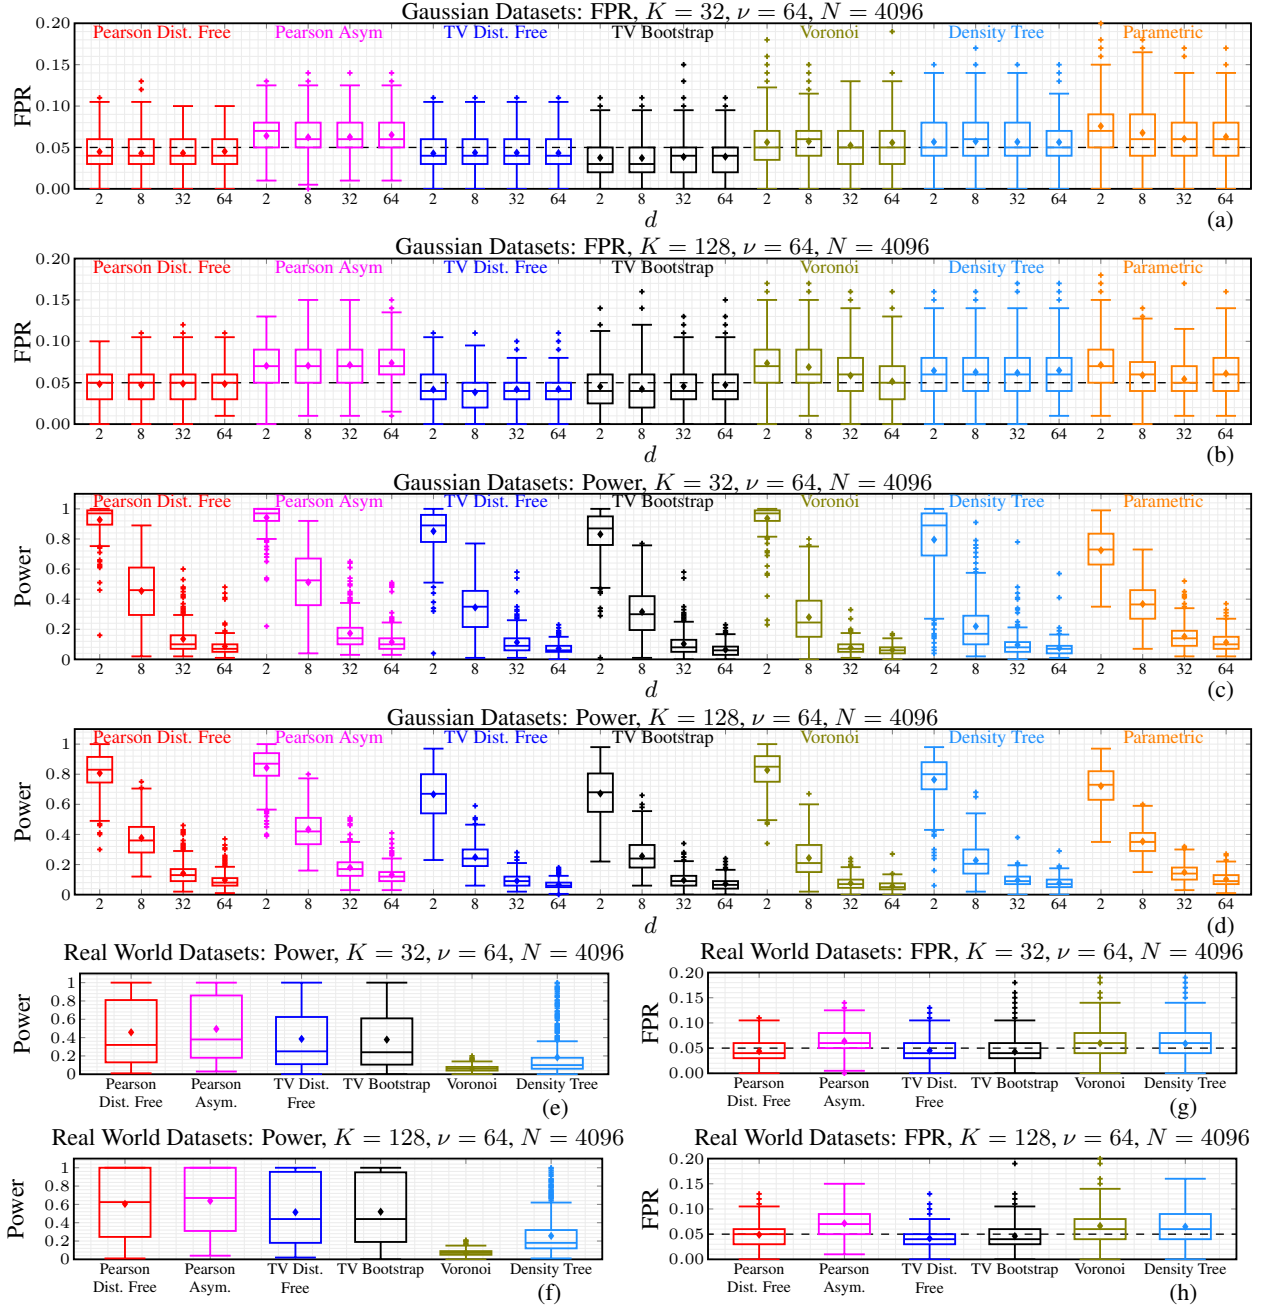 Gaussian Datasets: FPR, K = 32, ν = 64, N = 4096
Pearson Dist. Free Pearson Asym TV Dist. Free TV Bootstrap Voronoi Density Tree Parametric
FPR
0.20
0.15
0.10
0.05
0.00
2 8 32 64 2 8 32 64 2 8 32 64 2 8 32 64 2 8 32 64 2 8 32 64 2 8 32 64
d
(a)
Gaussian Datasets: FPR, K = 128, ν = 64, N = 4096
Pearson Dist. Free Pearson Asym TV Dist. Free TV Bootstrap Voronoi Density Tree Parametric
FPR
0.20
0.15
0.10
0.05
0.00
2 8 32 64 2 8 32 64 2 8 32 64 2 8 32 64 2 8 32 64 2 8 32 64 2 8 32 64
d
(b)
Gaussian Datasets: Power, K = 32, ν = 64, N = 4096
Pearson Dist. Free Pearson Asym TV Dist. Free TV Bootstrap Voronoi Density Tree Parametric
Power
1
0.8
0.6
0.4
0.2
0
2 8 32 64 2 8 32 64 2 8 32 64 2 8 32 64 2 8 32 64 2 8 32 64 2 8 32 64
d
(c)
Gaussian Datasets: Power, K = 128, ν = 64, N = 4096
Pearson Dist. Free Pearson Asym TV Dist. Free TV Bootstrap Voronoi Density Tree Parametric
Power
1
0.8
0.6
0.4
0.2
0
2 8 32 64 2 8 32 64 2 8 32 64 2 8 32 64 2 8 32 64 2 8 32 64 2 8 32 64
d
(d)
Real World Datasets: Power, K = 32, ν = 64, N = 4096
Power
1
0.8
0.6
0.4
0.2
0
Pearson Pearson TV Dist. TV Bootstrap Voronoi Density Tree
Dist. Free Asym. Free
(e)
Real World Datasets: FPR, K = 32, ν = 64, N = 4096
FPR
0.20
0.15
0.10
0.05
0.00
Pearson Pearson TV Dist. TV Bootstrap Voronoi Density Tree
Dist. Free Asym. Free
(g)
Real World Datasets: Power, K = 128, ν = 64, N = 4096
Power
1
0.8
0.6
0.4
0.2
0
Pearson Pearson TV Dist. TV Bootstrap Voronoi Density Tree
Dist. Free Asym. Free
(f)
Real World Datasets: FPR, K = 128, ν = 64, N = 4096
FPR
0.20
0.15
0.10
0.05
0.00
Pearson Pearson TV Dist. TV Bootstrap Voronoi Density Tree
Dist. Free Asym. Free
(h)